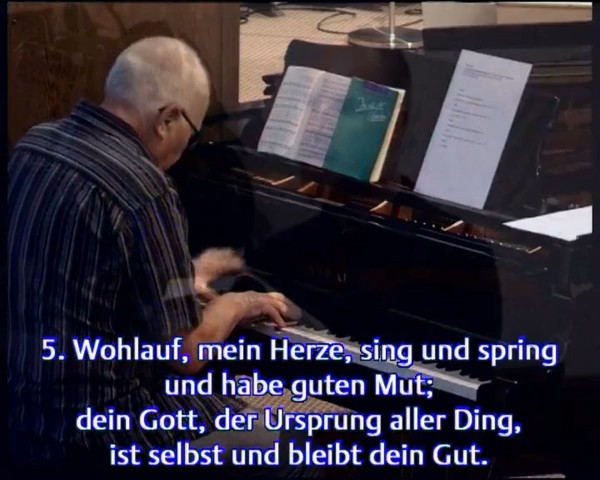 5. Wohlauf, mein Herze, sing und spring
und habe guten Mut;
dein Gott, der Ursprung aller Ding,
ist selbst und bleibt dein Gut.